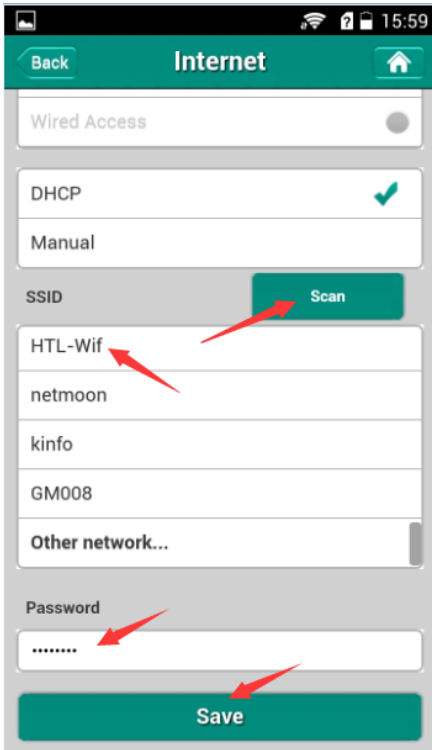 15:59
Back
Internet
Wired Access
DHCP
Manual
SSID
Scan
HTL-Wif
netmoon
kinfo
GM008
Other network...
Password
••••••••
Save